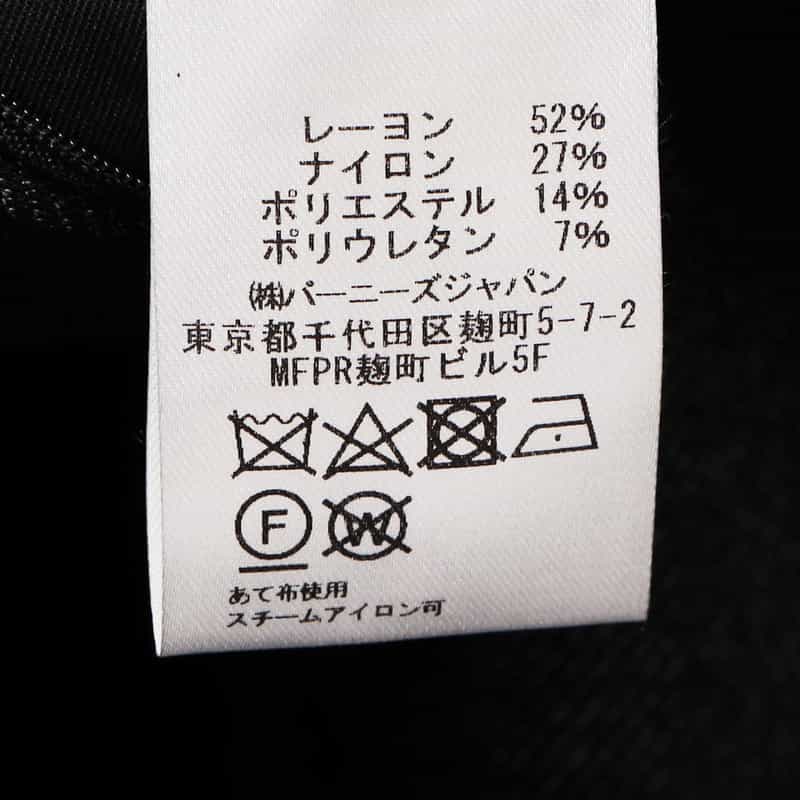 レーヨン 52%
ナイロン 27%
ポリエステル 14%
ポリウレタン 7%
㈱バーニーズジャパン
東京都千代田区麹町5-7-2
MFPR麹町ビル5F
F W
あて布使用
スチームアイロン可